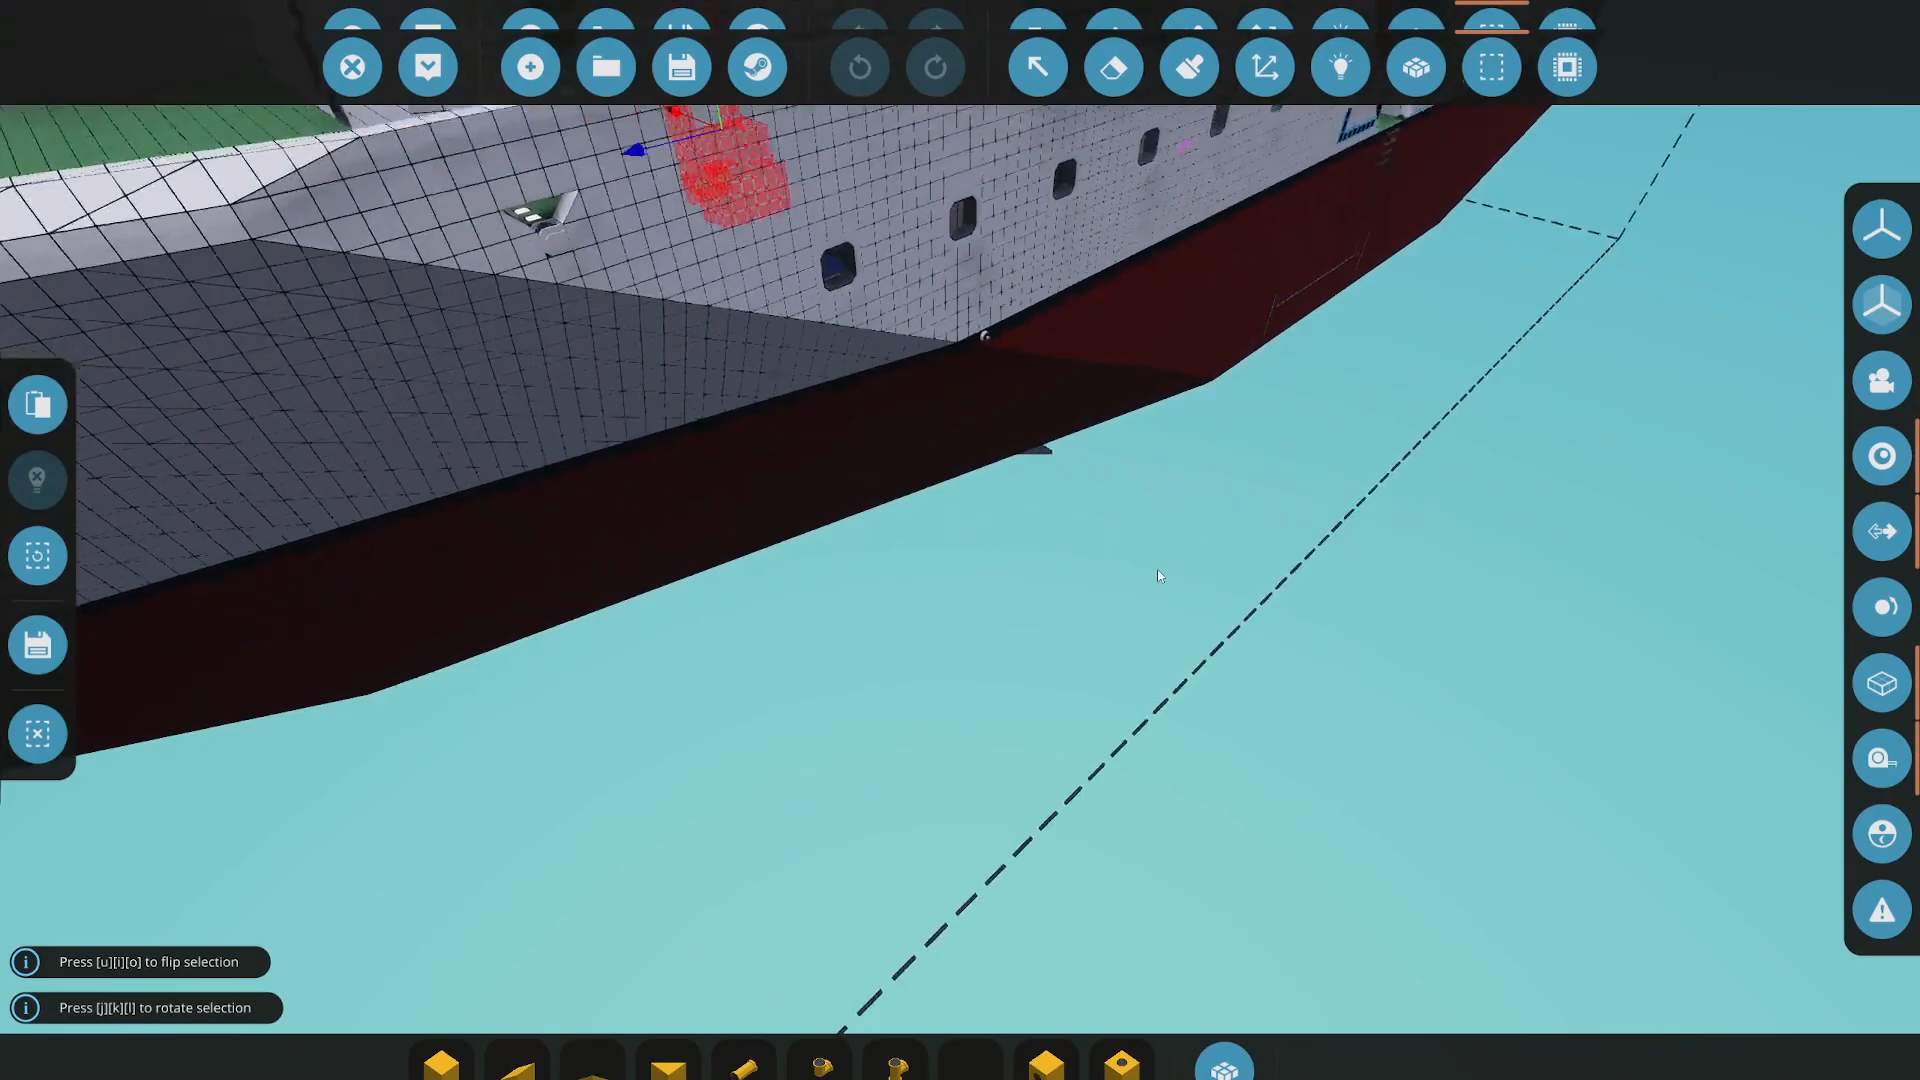 Press [u][i][o] to flip selection
Press [j][k][l] to rotate selection